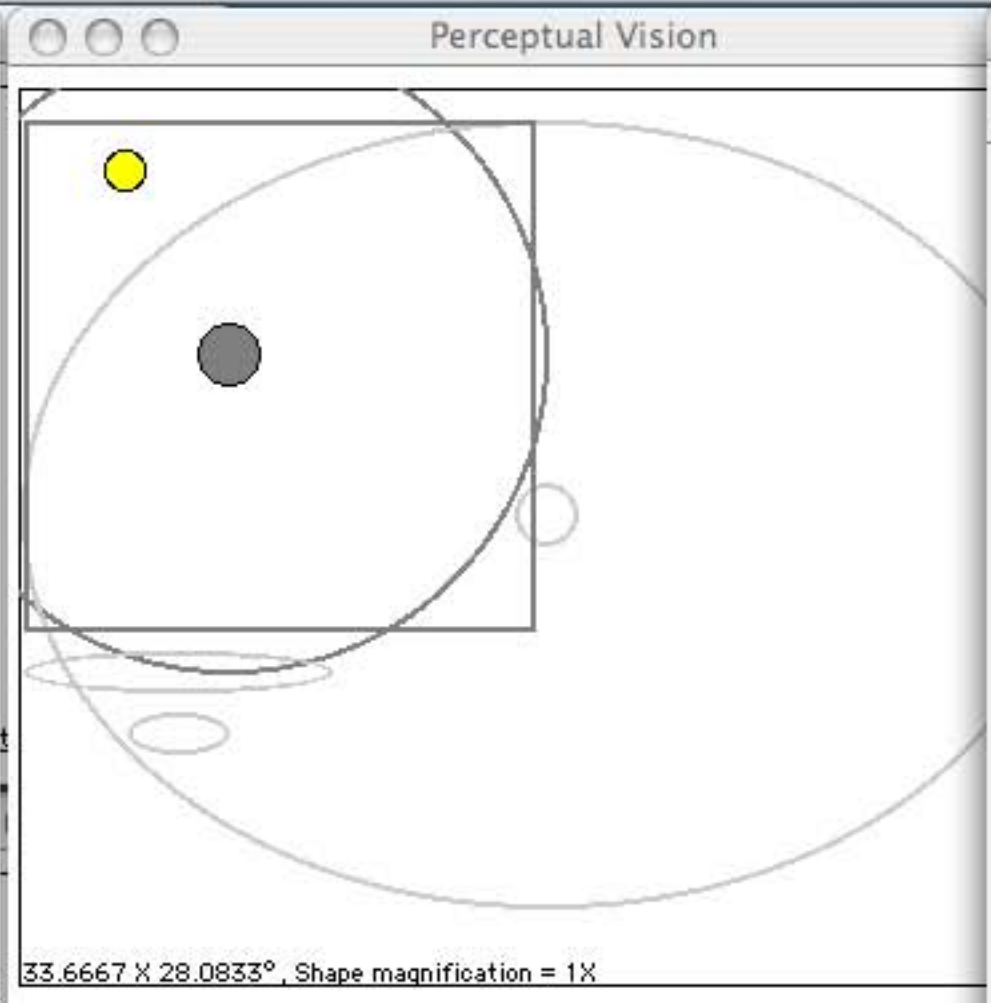 Perceptual Vision
33.6667 X 28.0833°, Shape magnification = 1X